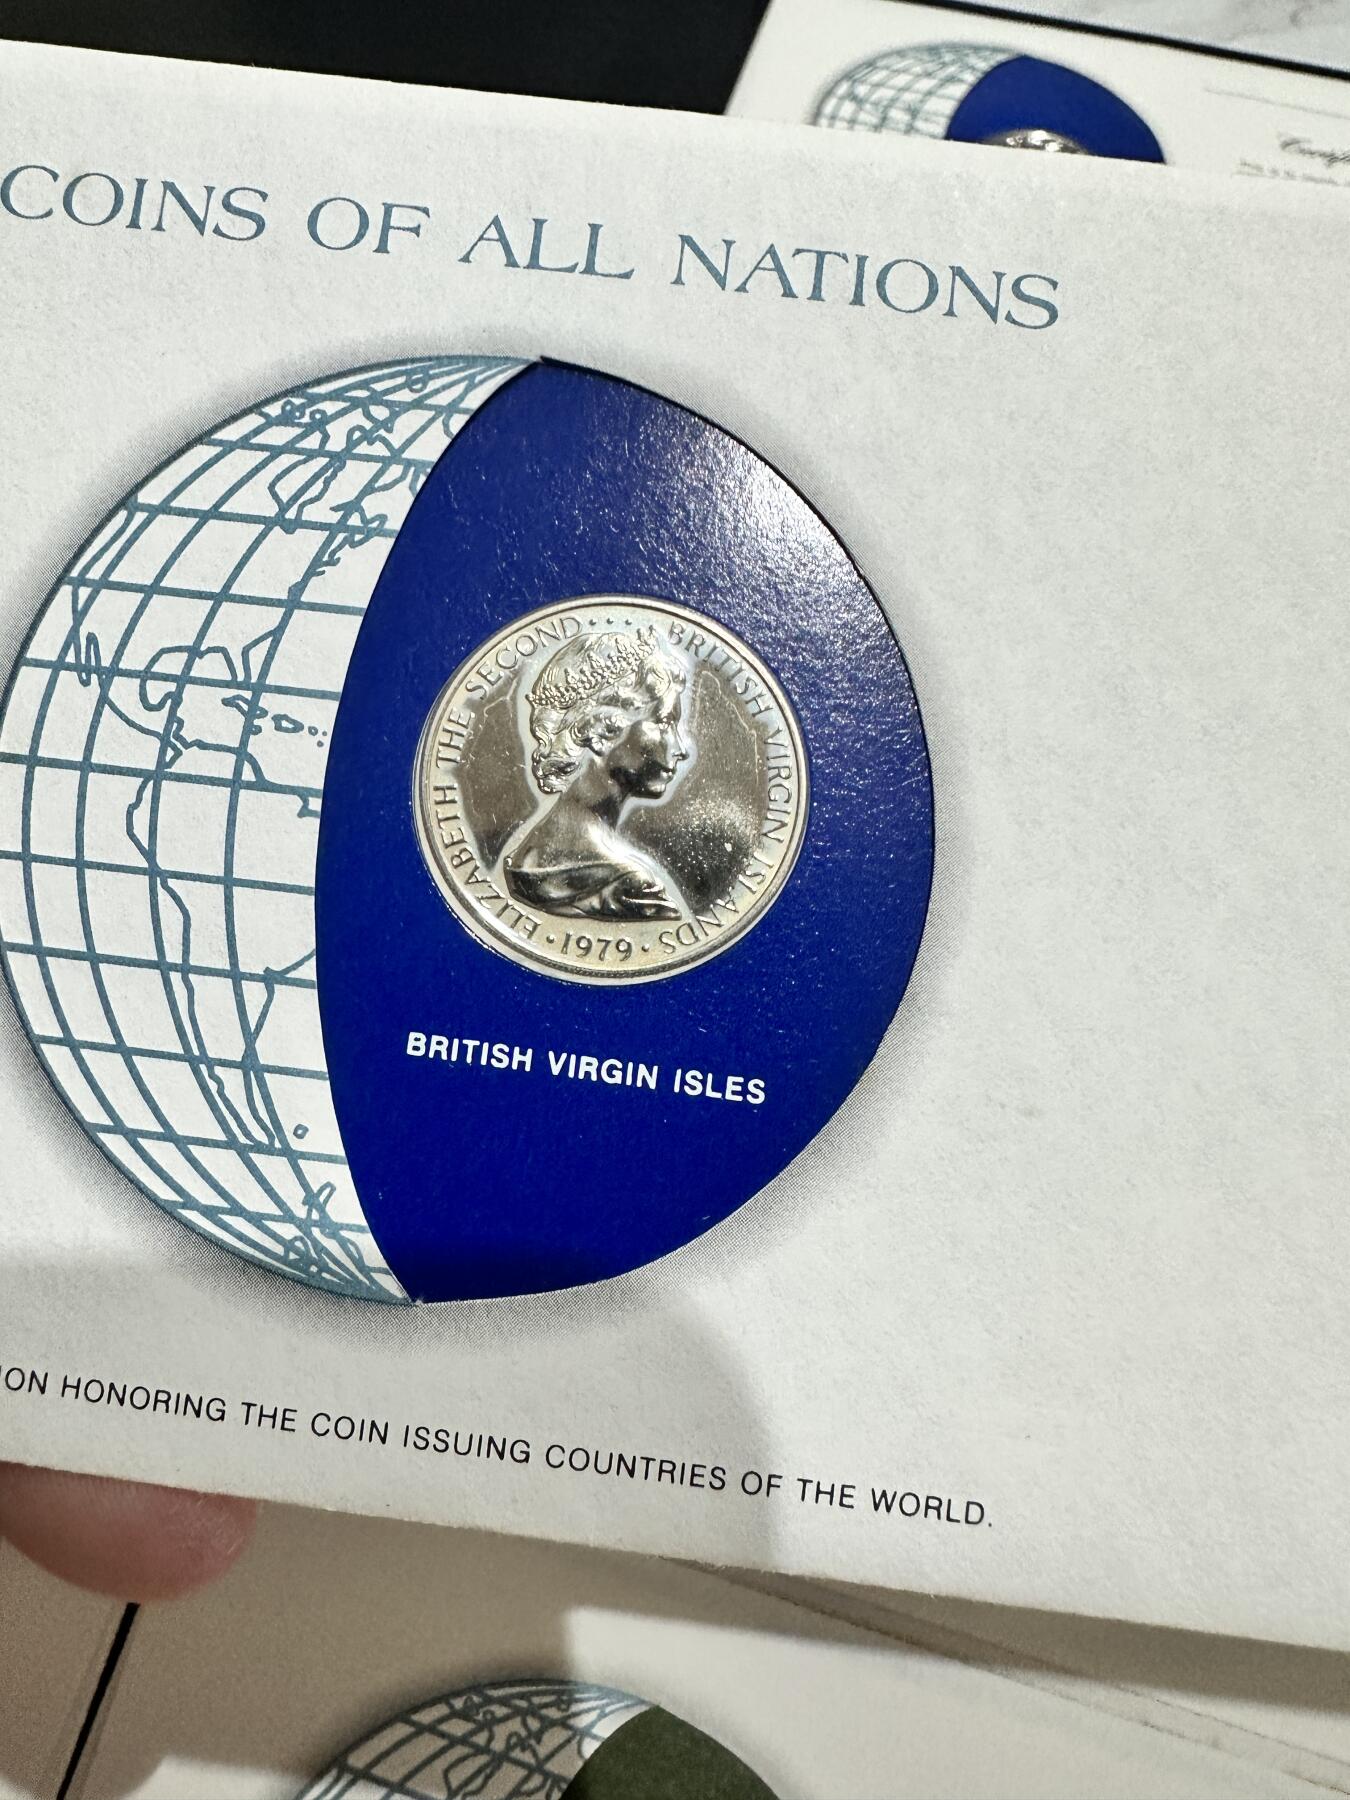 COINS OF ALL NATIONS
ELIZABETH THE SECOND···· BRITISH VIRGIN ISLANDS
·1979·
BRITISH VIRGIN ISLES
ION HONORING THE COIN ISSUING COUNTRIES OF THE WORLD.